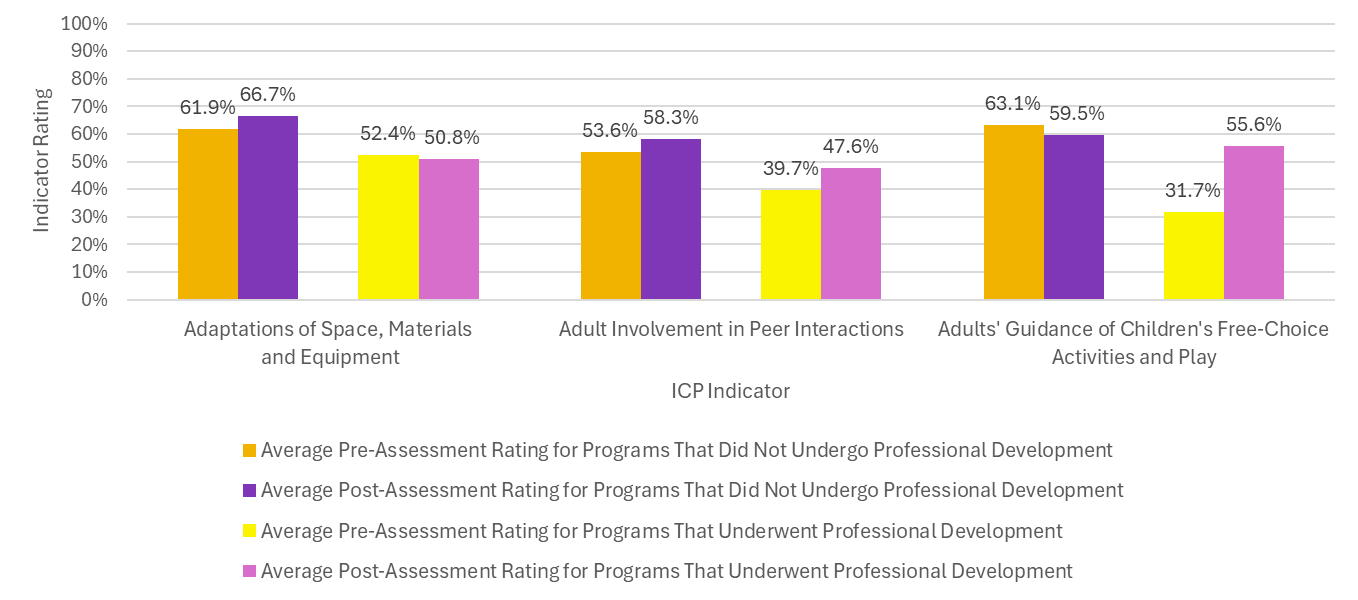 100%
90%
80%
70%
60%
50%
40%
30%
20%
10%
0%
Indicator Rating
61.9%
66.7%
52.4%
50.8%
53.6%
58.3%
39.7%
47.6%
63.1%
59.5%
31.7%
55.6%
Adaptations of Space, Materials
and Equipment
Adult Involvement in Peer Interactions
Adults' Guidance of Children's Free-Choice
Activities and Play
ICP Indicator
Average Pre-Assessment Rating for Programs That Did Not Undergo Professional Development
Average Post-Assessment Rating for Programs That Did Not Undergo Professional Development
Average Pre-Assessment Rating for Programs That Underwent Professional Development
Average Post-Assessment Rating for Programs That Underwent Professional Development